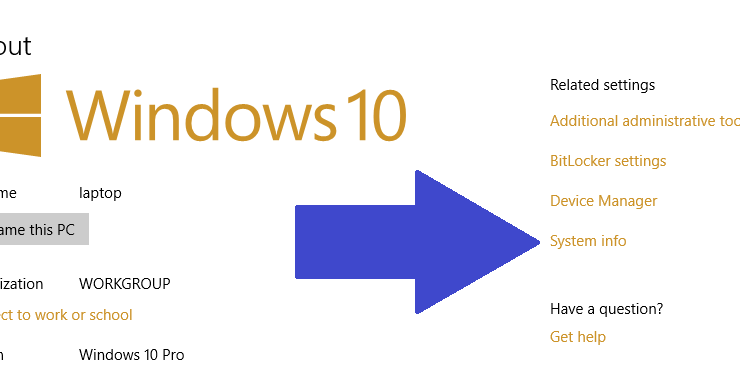 out
Windows 10
me laptop
ame this PC
ization WORKGROUP
ect to work or school
n Windows 10 Pro
Related settings
Additional administrative too
BitLocker settings
Device Manager
System info
Have a question?
Get help